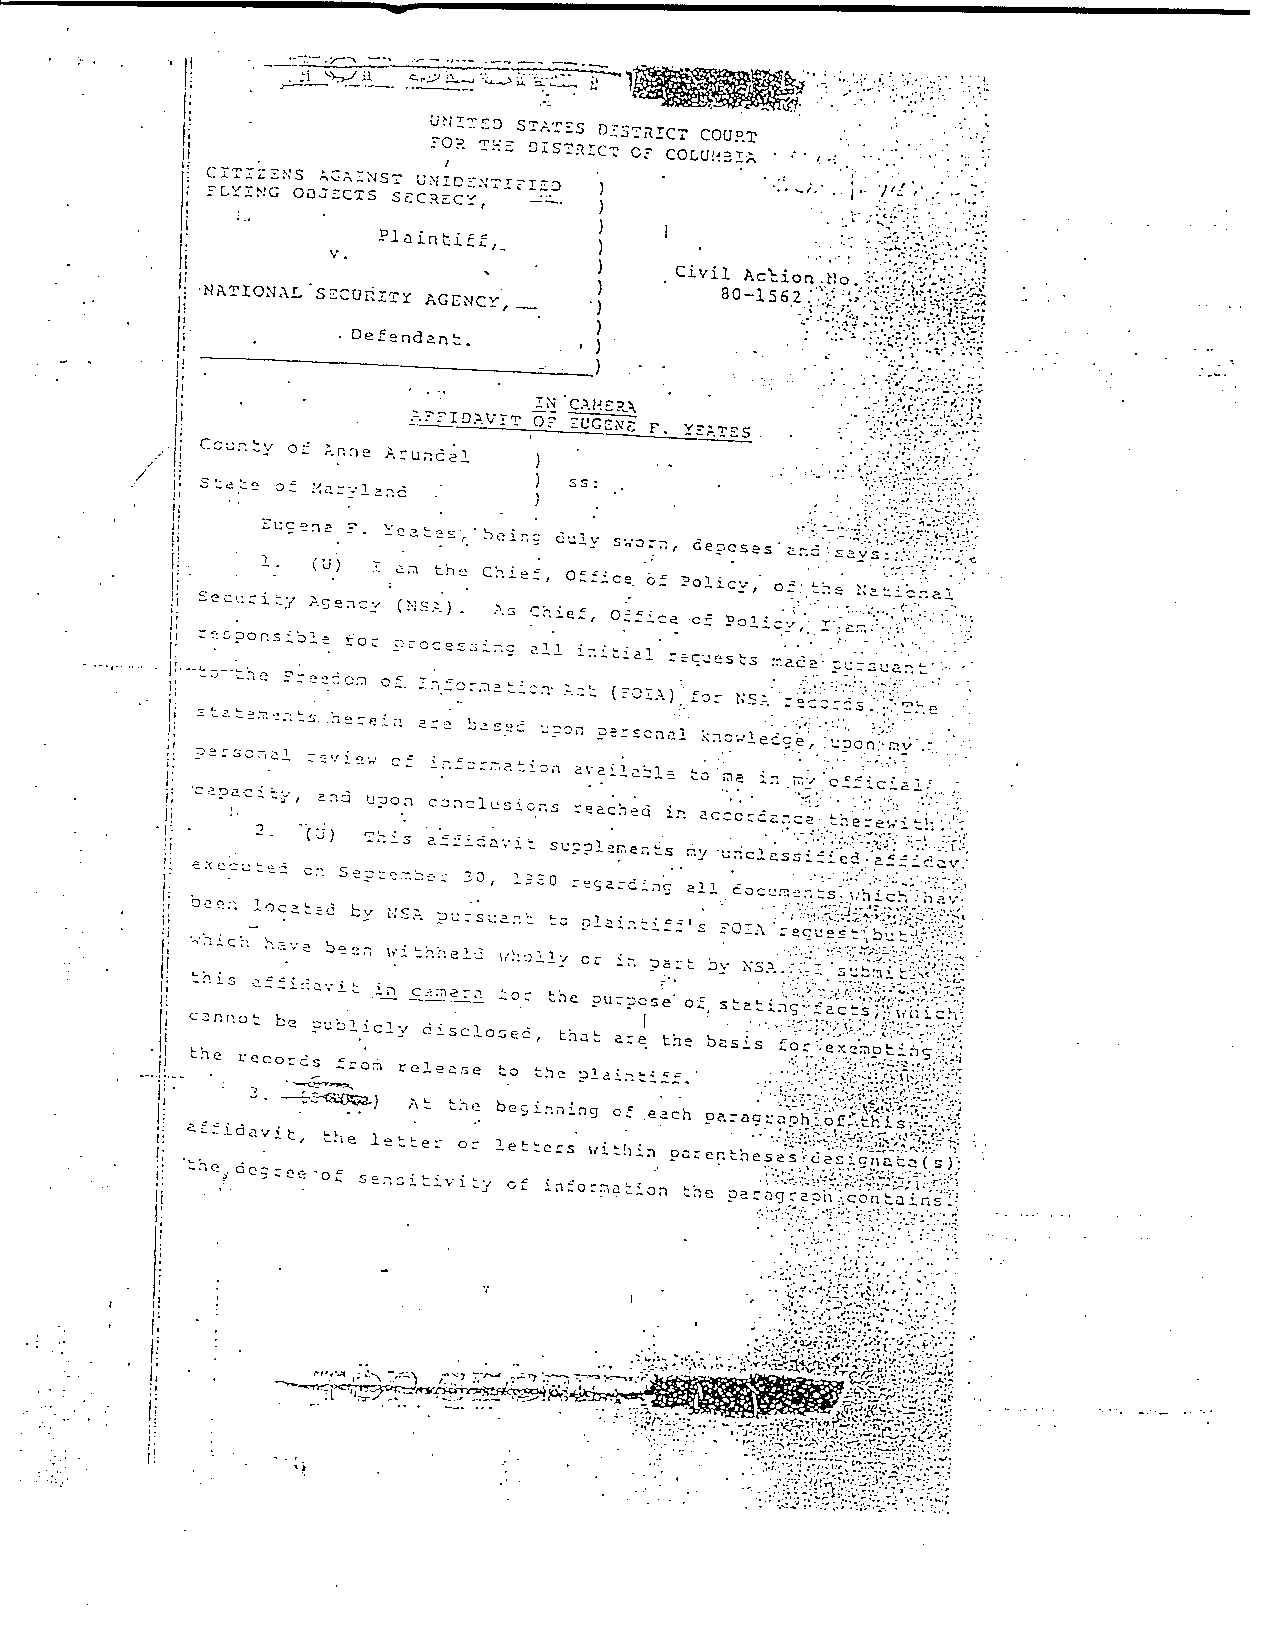 UNITED STATES DISTRICT COURT
FOR THE DISTRICT OF COLUMBIA
CITIZENS AGAINST UNIDENTIFIED )
FLYING OBJECTS SECRECY, )
Plaintiff, )
v. )
Civil Action No.
NATIONAL SECURITY AGENCY, ) 80-1562
Defendant. )
)
IN CAMERA
AFFIDAVIT OF EUGENE F. YEATES
County of Anne Arundel )
) ss:
State of Maryland )
Eugene F. Yeates, being duly sworn, deposes and says:
1. (U) I am the Chief, Office of Policy, of the National
Security Agency (NSA). As Chief, Office of Policy, I am
responsible for processing all initial requests made pursuant
to the Freedom of Information Act (FOIA) for NSA records. The
statements herein are based upon personal knowledge, upon my
personal review of information available to me in my official
capacity, and upon conclusions reached in accordance therewith.
2. (U) This affidavit supplements my unclassified affidav
executed on September 30, 1980 regarding all documents which hav
been located by NSA pursuant to plaintiff's FOIA request but
which have been withheld wholly or in part by NSA. I submit
this affidavit in camera for the purpose of stating facts, which
cannot be publicly disclosed, that are the basis for exempting
the records from release to the plaintiff.
3. At the beginning of each paragraph of this
affidavit, the letter or letters within parentheses designate(s)
the degree of sensitivity of information the paragraph contains.